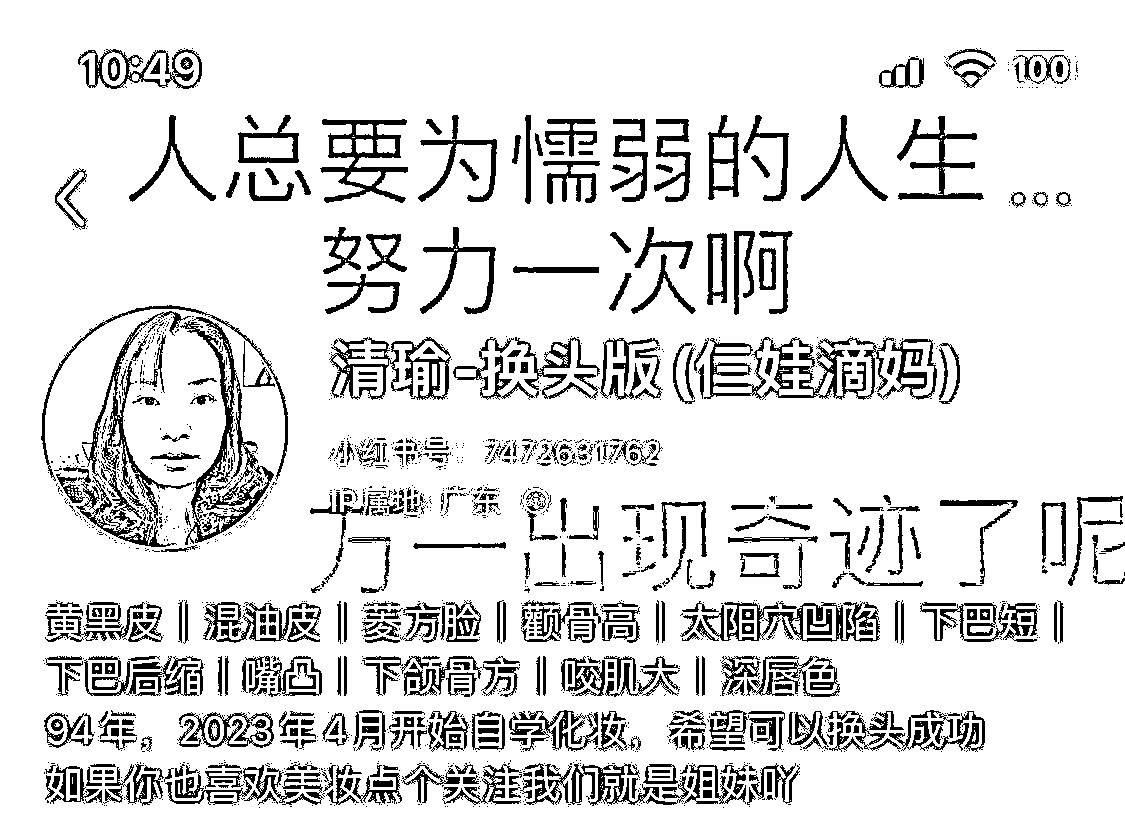 10:49 100
人总要为懦弱的人生
努力一次啊
清瑜-换头版(仨娃滴妈)
小红书号：7472631762
IP属地：广东
万一出现奇迹了呢
黄黑皮｜混油皮｜菱方脸｜颧骨高｜太阳穴凹陷｜下巴短｜
下巴后缩｜嘴凸｜下颌骨方｜咬肌大｜深唇色
94年，2023年4月开始自学化妆，希望可以换头成功
如果你也喜欢美妆点个关注我们就是姐妹吖